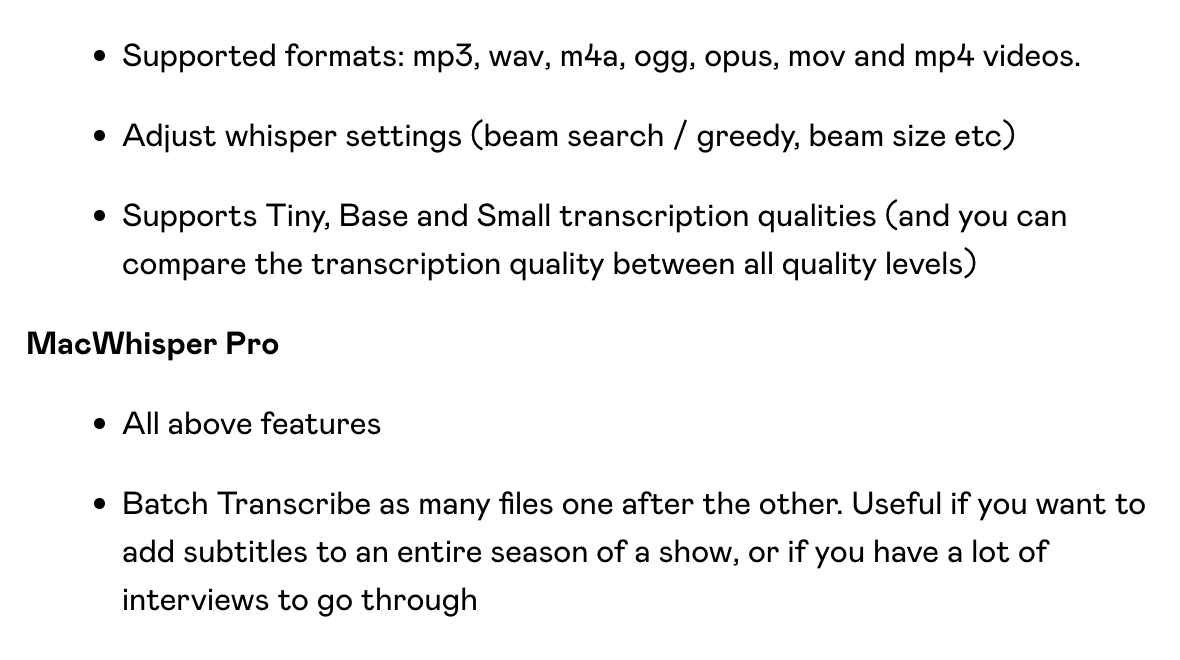 • Supported formats: mp3, wav, m4a, ogg, opus, mov and mp4 videos.
• Adjust whisper settings (beam search / greedy, beam size etc)
• Supports Tiny, Base and Small transcription qualities (and you can
compare the transcription quality between all quality levels)
MacWhisper Pro
• All above features
• Batch Transcribe as many files one after the other. Useful if you want to
add subtitles to an entire season of a show, or if you have a lot of
interviews to go through